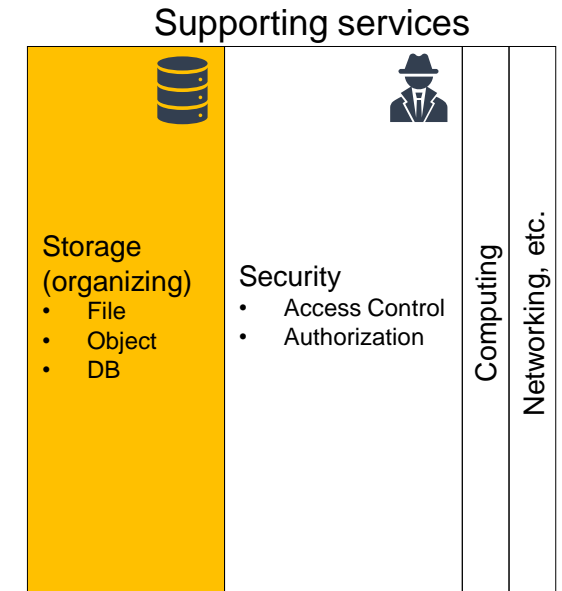 Supporting services
Storage
(organizing)
• File
• Object
• DB
Security
• Access Control
• Authorization
Computing
Networking, etc.